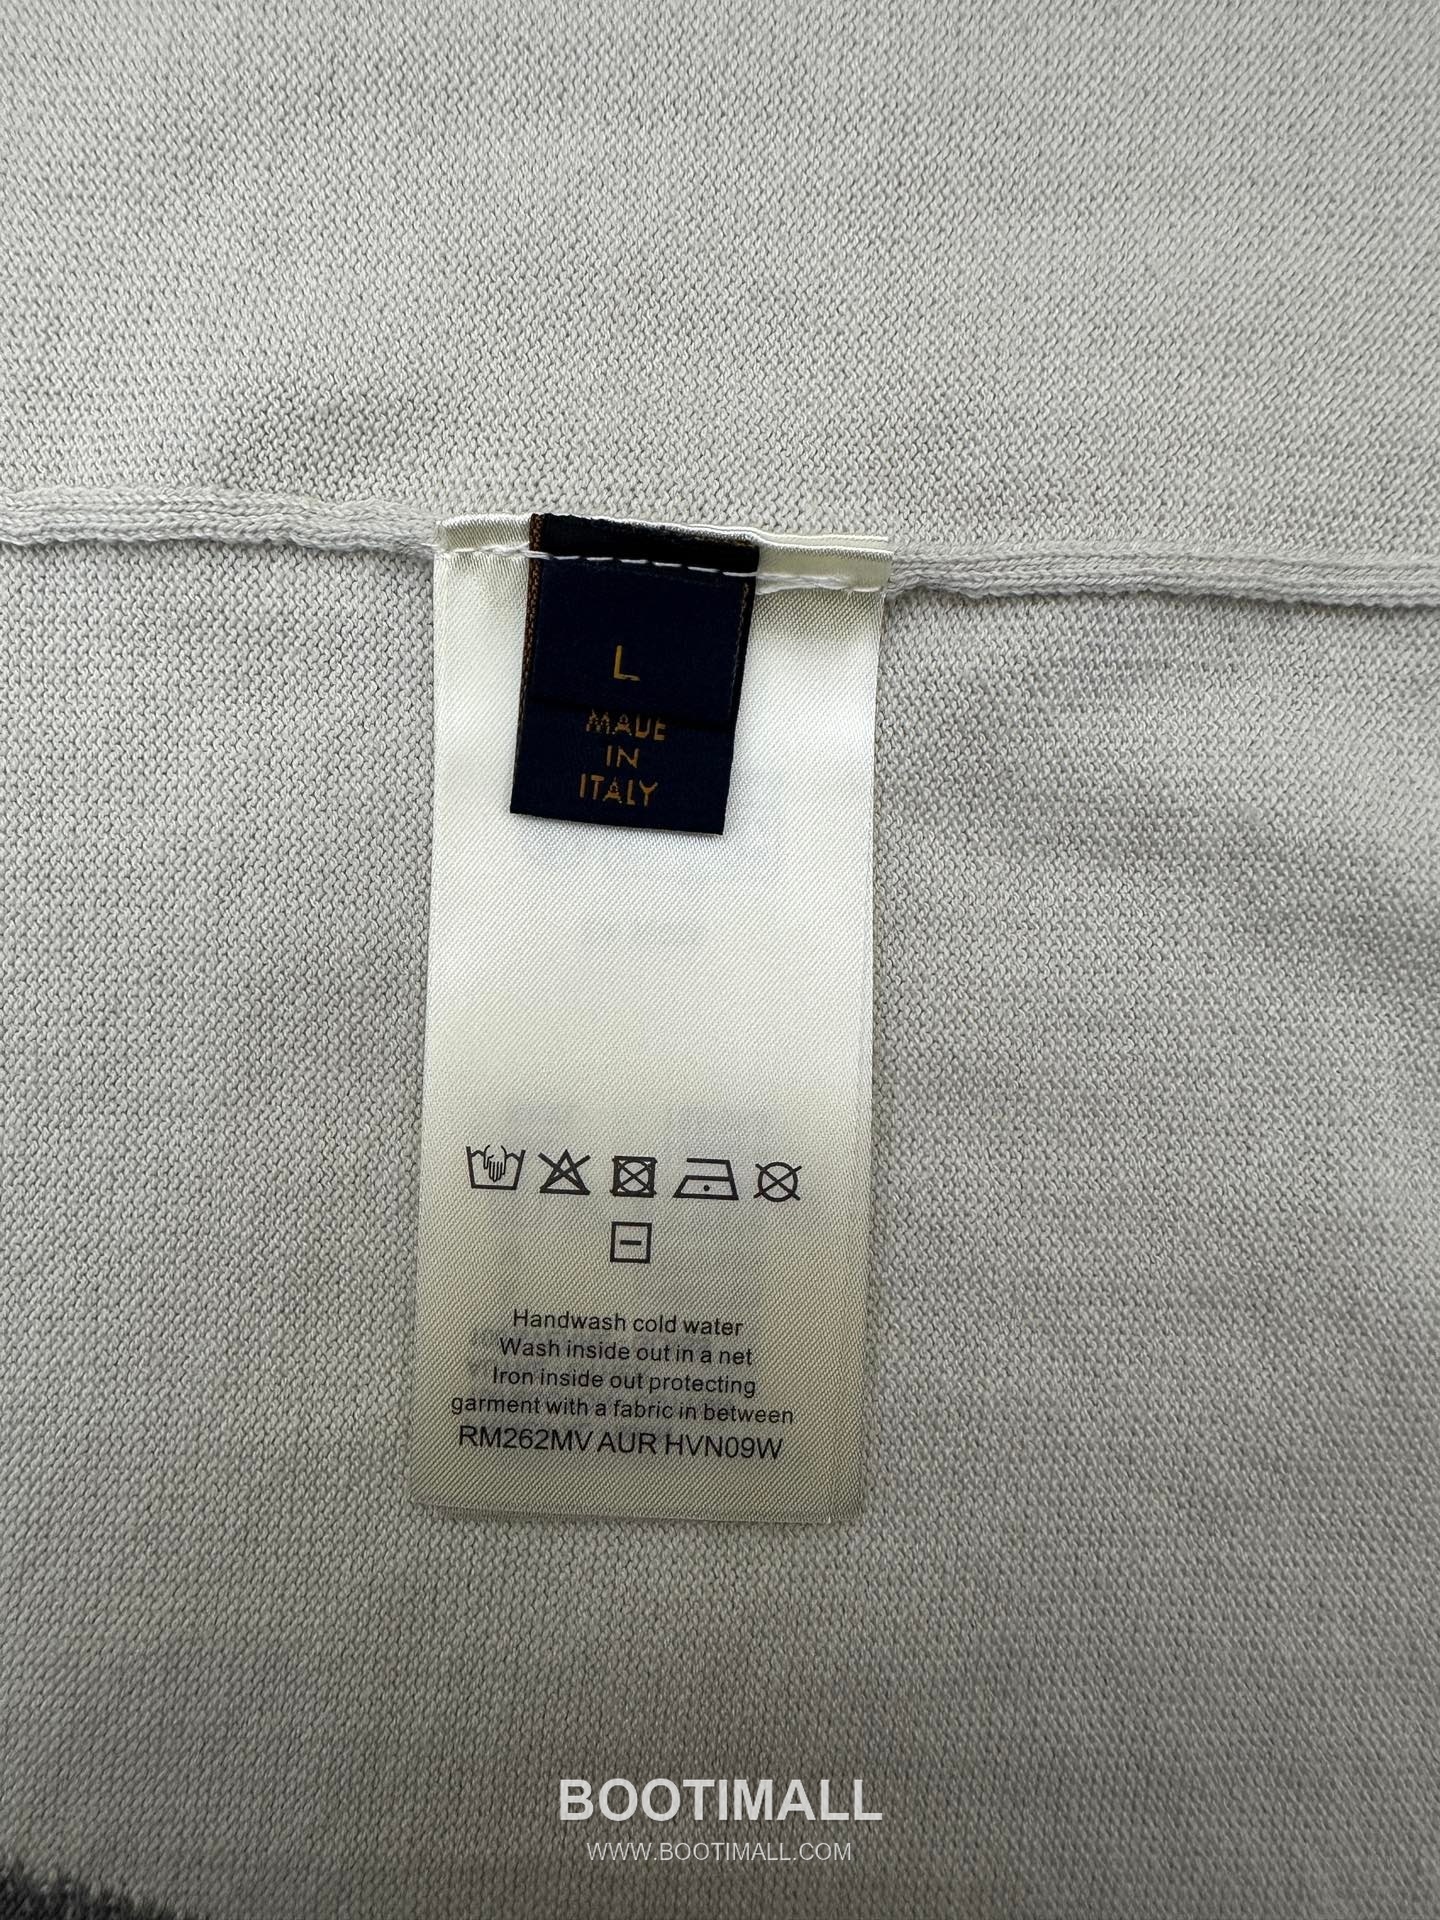 L
MADE
IN
ITALY
Handwash cold water
Wash inside out in a net
Iron inside out protecting
garment with a fabric in between
RM262MV AUR HVN09W
BOOTIMALL
WWW.BOOTIMALL.COM